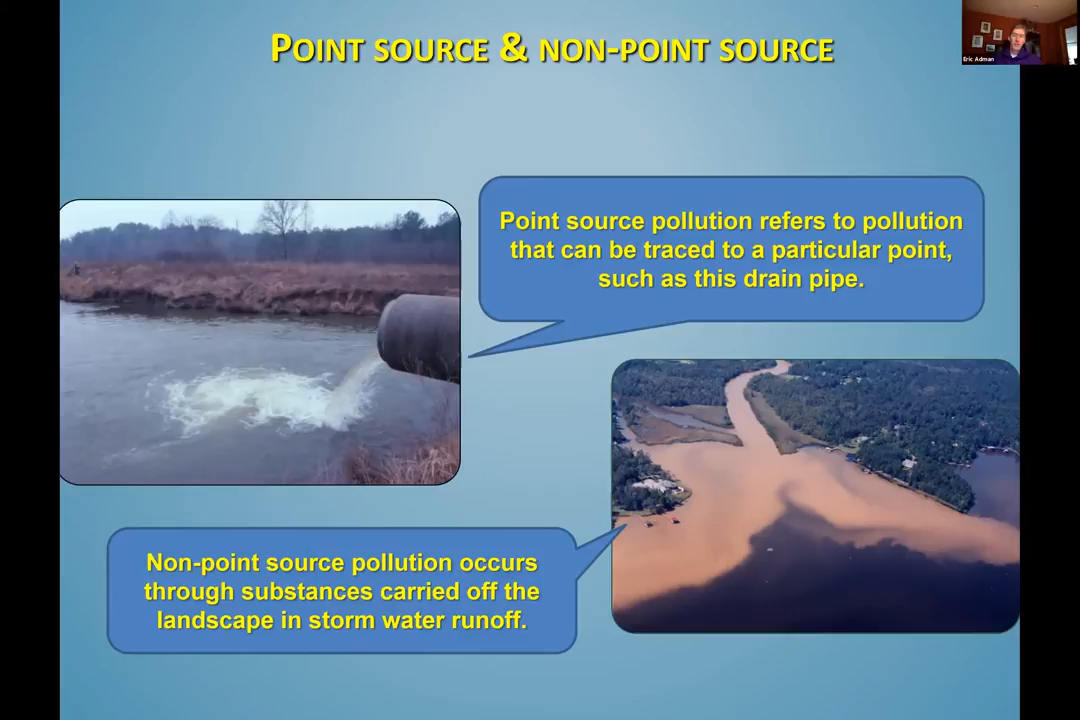 POINT SOURCE & NON-POINT SOURCE
Eric Adman
Point source pollution refers to pollution
that can be traced to a particular point,
such as this drain pipe.
Non-point source pollution occurs
through substances carried off the
landscape in storm water runoff.